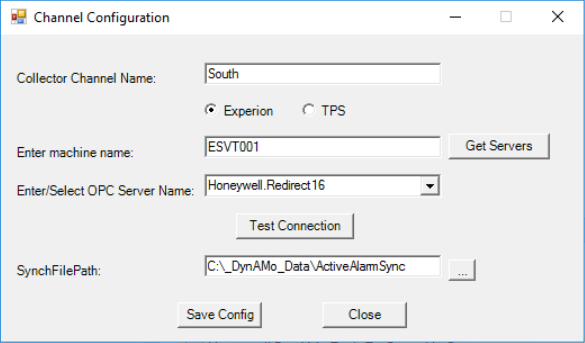 Channel Configuration
Collector Channel Name: South
Experion TPS
Enter machine name: ESVT001 Get Servers
Enter/Select OPC Server Name: Honeywell.Redirect16
Test Connection
SynchFilePath: C:\_DynAMo_Data\ActiveAlarmSync ...
Save Config Close